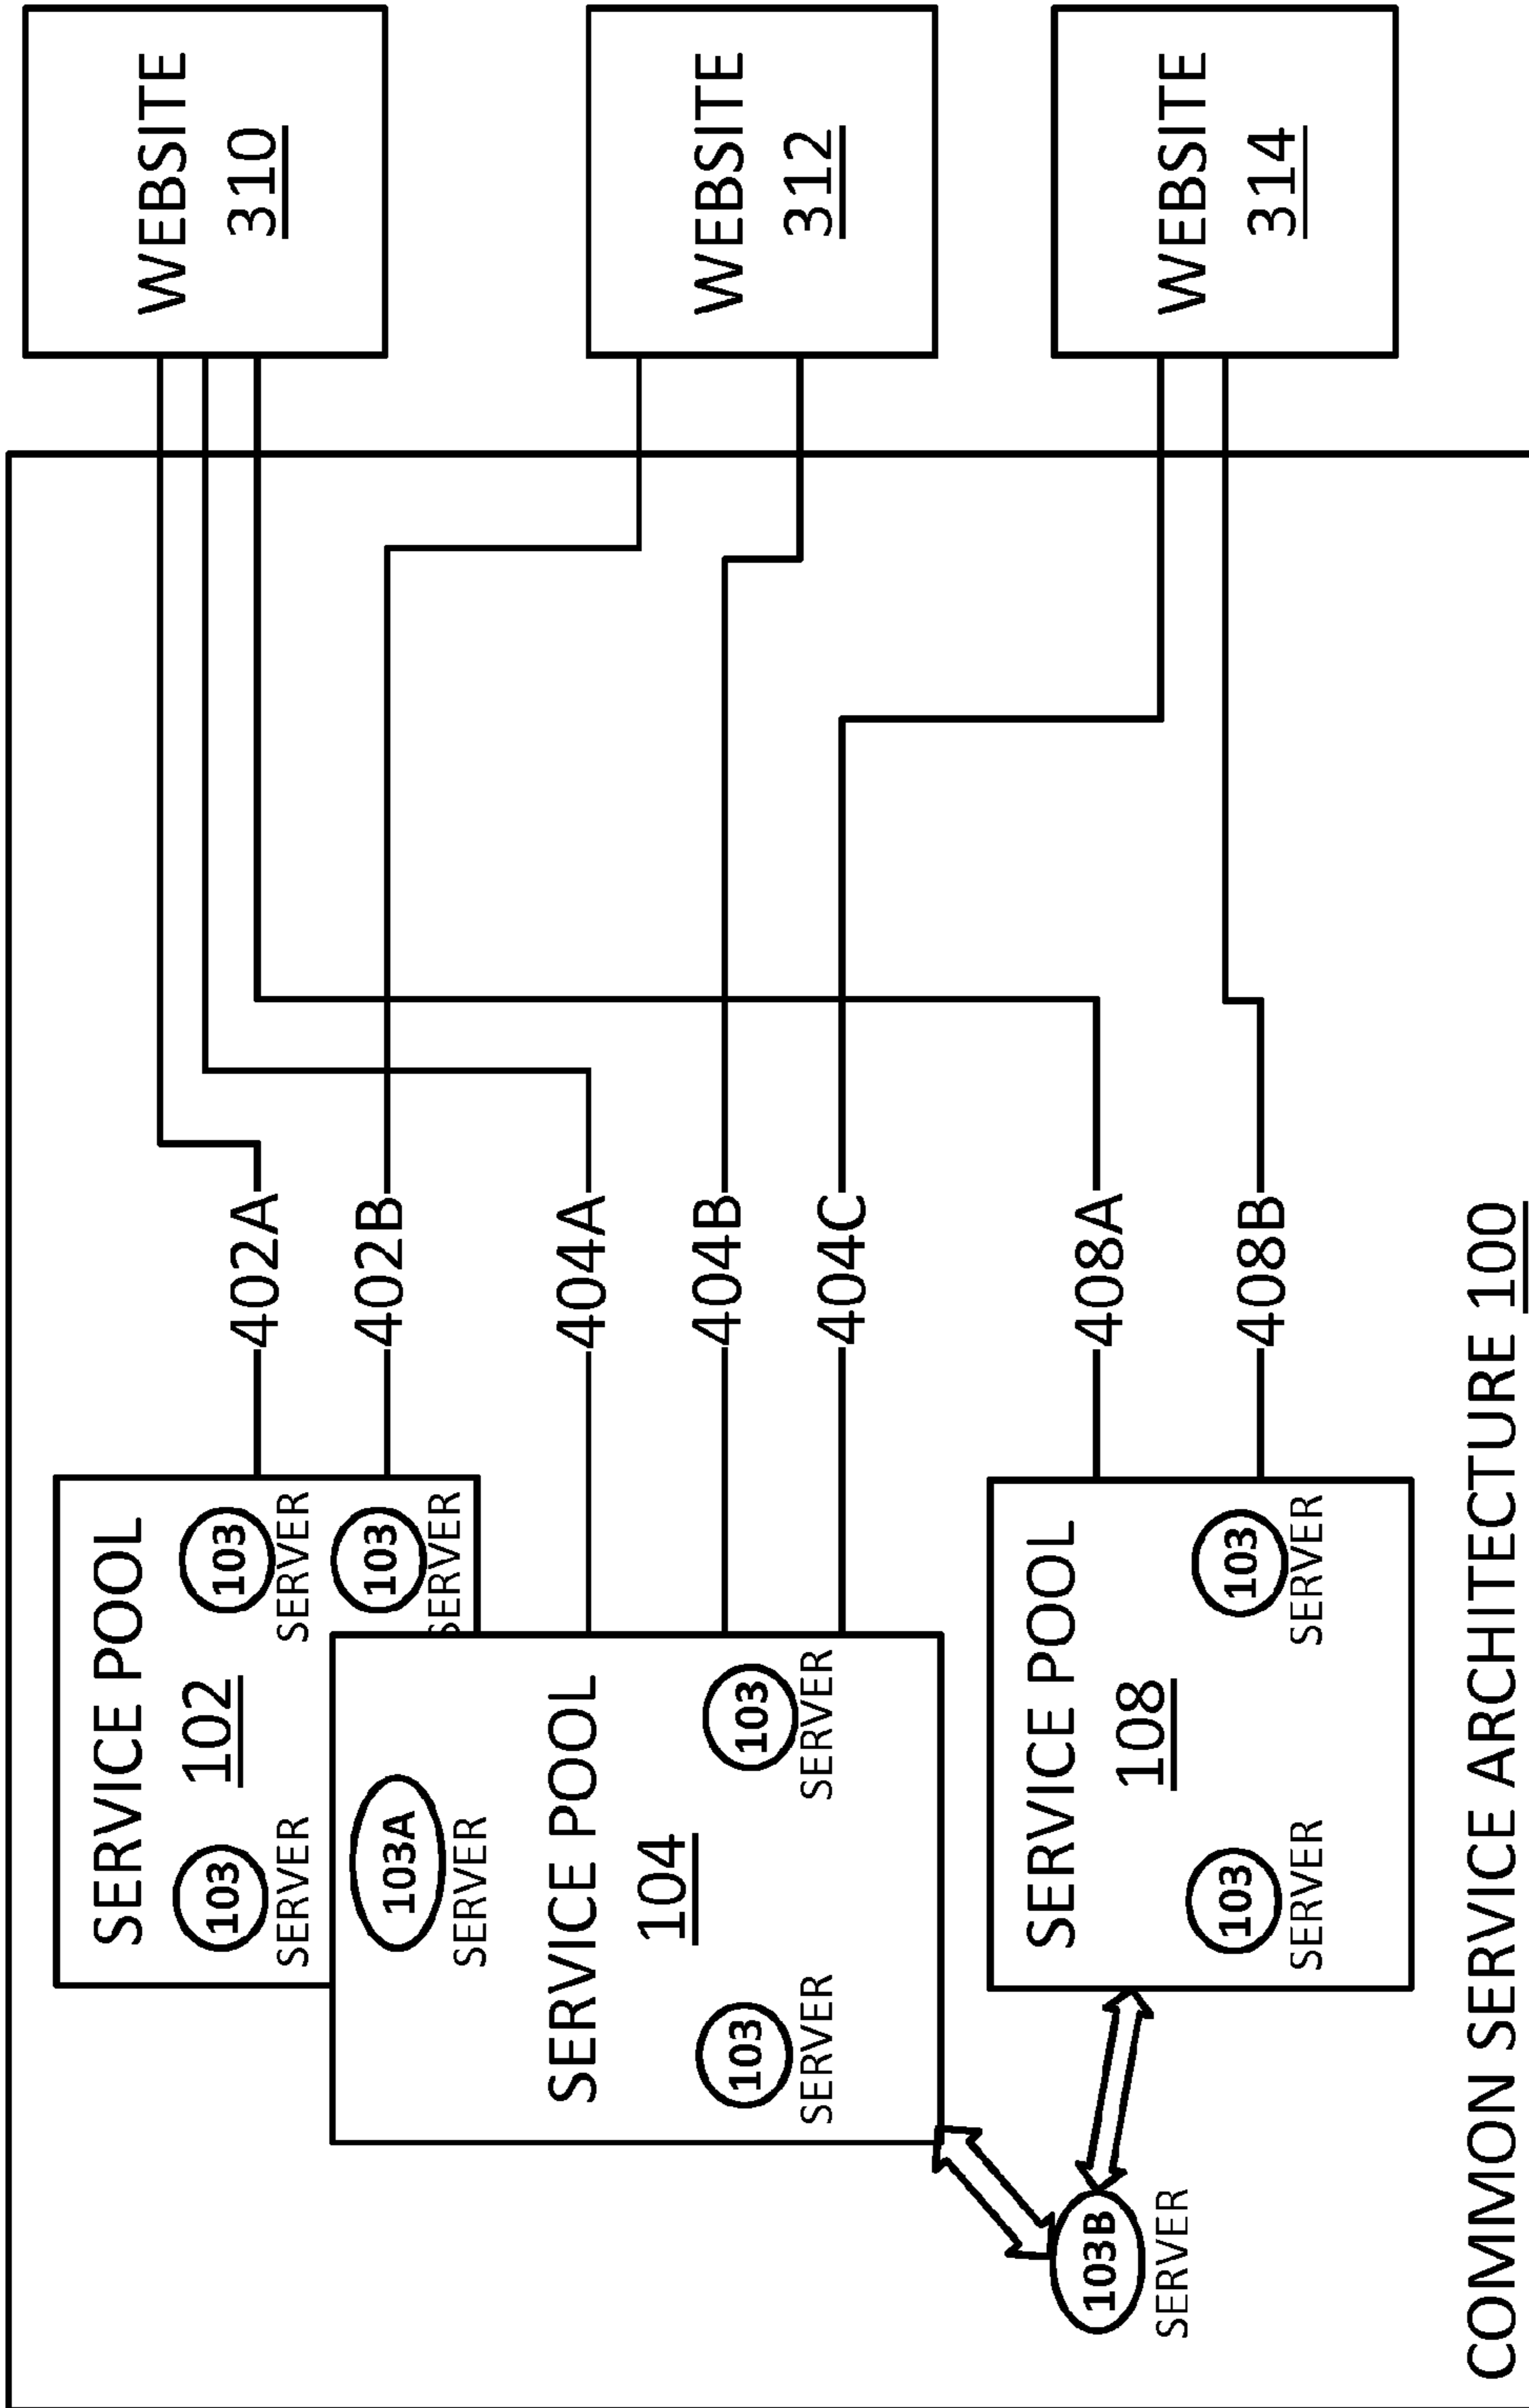 WEBSITE
310
WEBSITE
312
WEBSITE
314
402A
402B
404A
404B
404C
408A
408B
SERVICE POOL
102
103
SERVER
103
SERVER
103
SERVER
103A
SERVER
SERVICE POOL
104
103
SERVER
103
SERVER
SERVICE POOL
108
103
SERVER
103
SERVER
103B
SERVER
COMMON SERVICE ARCHITECTURE 100